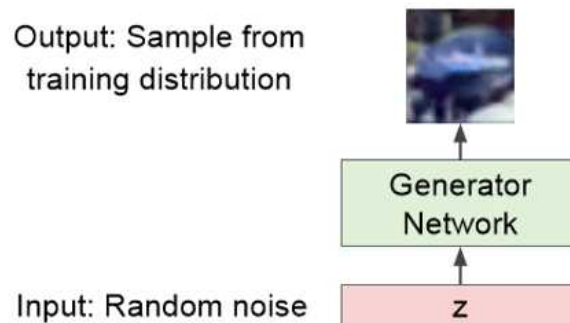 Output: Sample from
training distribution
Generator
Network
Input: Random noise
z